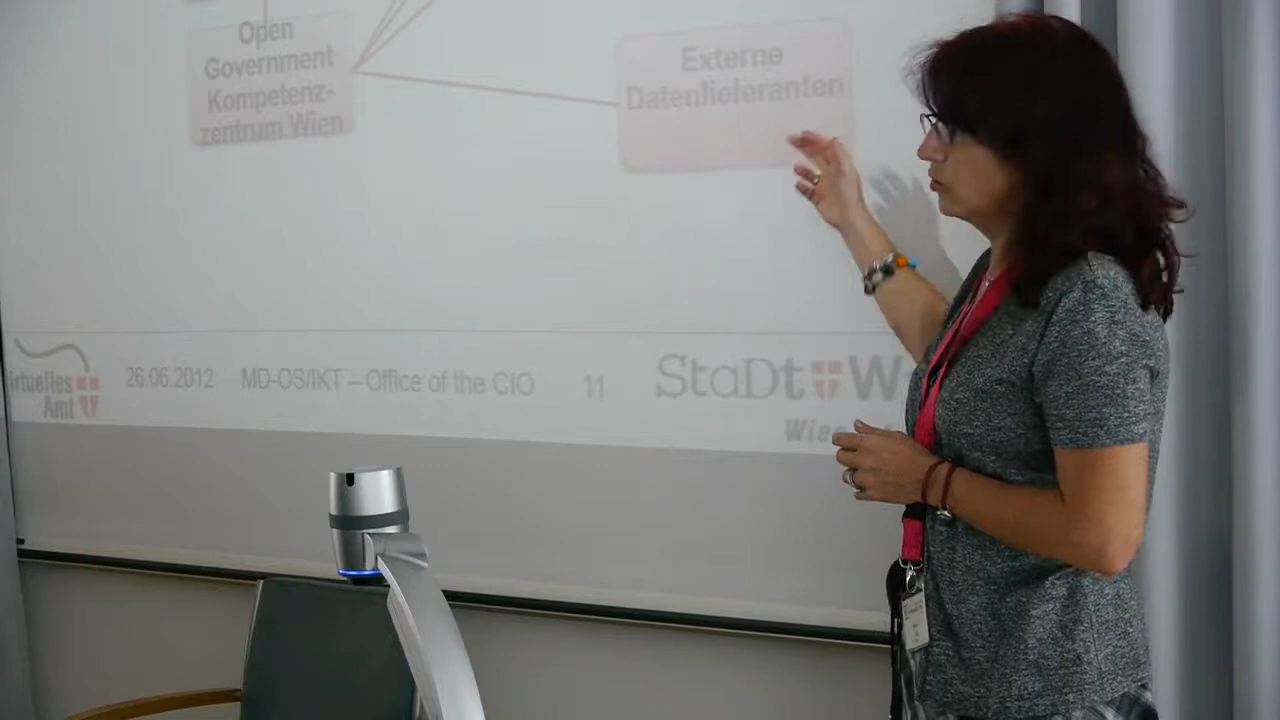 Open
Government
Kompetenz-
zentrum Wien
Externe
Datenlieferanten
irtuelles
Amt
26.06.2012 MD-OS/IKT – Office of the CIO 11
StaDt W